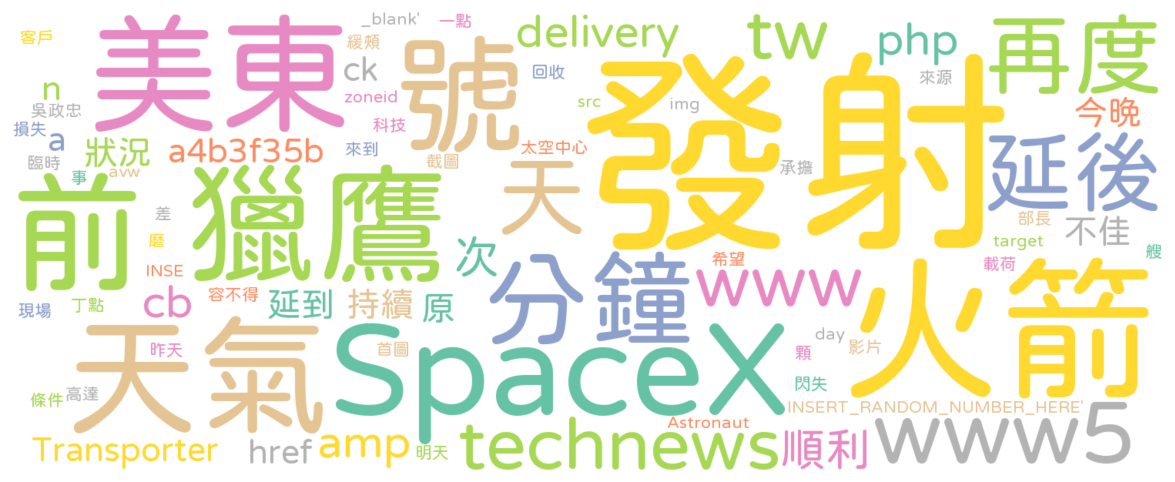 客戶
_blank'
一點
delivery
tw
php
再度
美東
號
緩頰
ck
回收
來源
n
zoneid
src
img
今晚
吳政忠
發射
損失
a
科技
狀況
a4b3f35b
來到
截圖
太空中心
延後
臨時
事
avw
承擔
天
前
獵鷹
差
部長
不佳
磨
次
target
艘
INSE
分鐘
希望
www
載荷
容不得
現場
丁點
cb
延到
持續
原
火箭
天氣
SpaceX
昨天
首圖
day
影片
顆
閃失
條件
高達
INSERT_RANDOM_NUMBER_HERE'
Astronaut
Transporter
href
amp
明天
technews
順利
www5